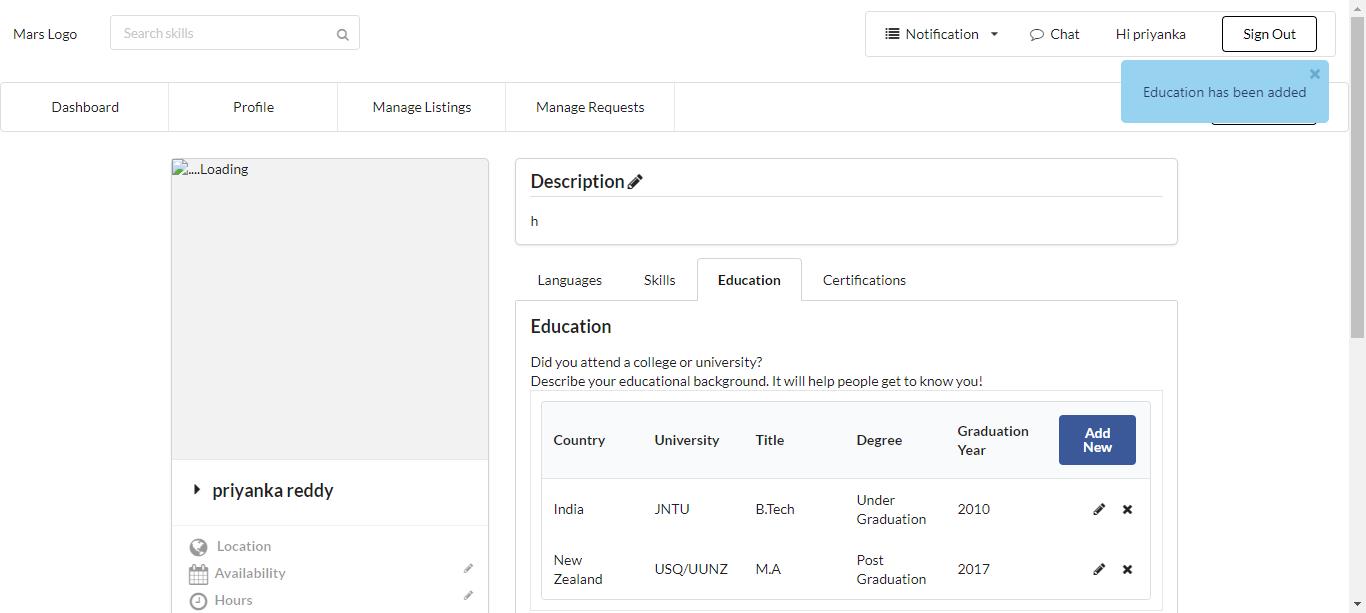 Mars Logo
Search skills
Notification
Chat
Hi priyanka
Sign Out
Education has been added
Dashboard
Profile
Manage Listings
Manage Requests
....Loading
Description
h
Languages
Skills
Education
Certifications
Education
Did you attend a college or university?
Describe your educational background. It will help people get to know you!
Country
University
Title
Degree
Graduation
Year
Add
New
India
JNTU
B.Tech
Under
Graduation
2010
New
Zealand
USQ/UUNZ
M.A
Post
Graduation
2017
priyanka reddy
Location
Availability
Hours